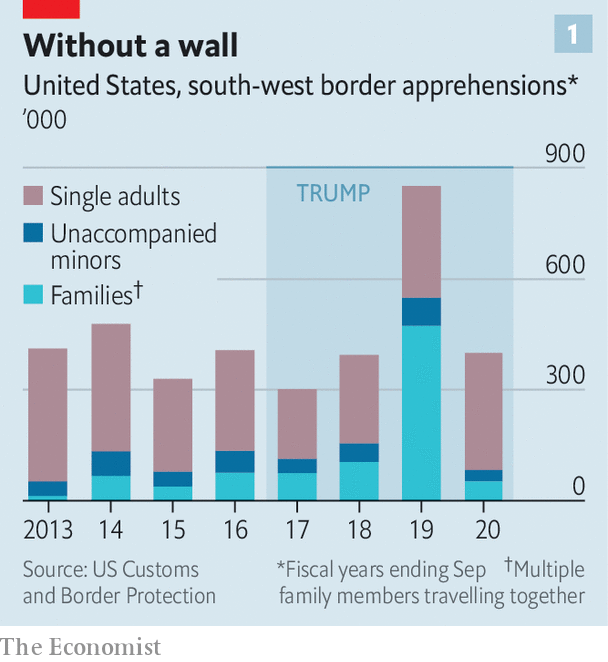 Without a wall
1
United States, south-west border apprehensions*
’000
900
TRUMP
Single adults
Unaccompanied
minors
600
Families†
300
0
2013 14 15 16 17 18 19 20
Source: US Customs
and Border Protection
*Fiscal years ending Sep †Multiple
family members travelling together
The Economist